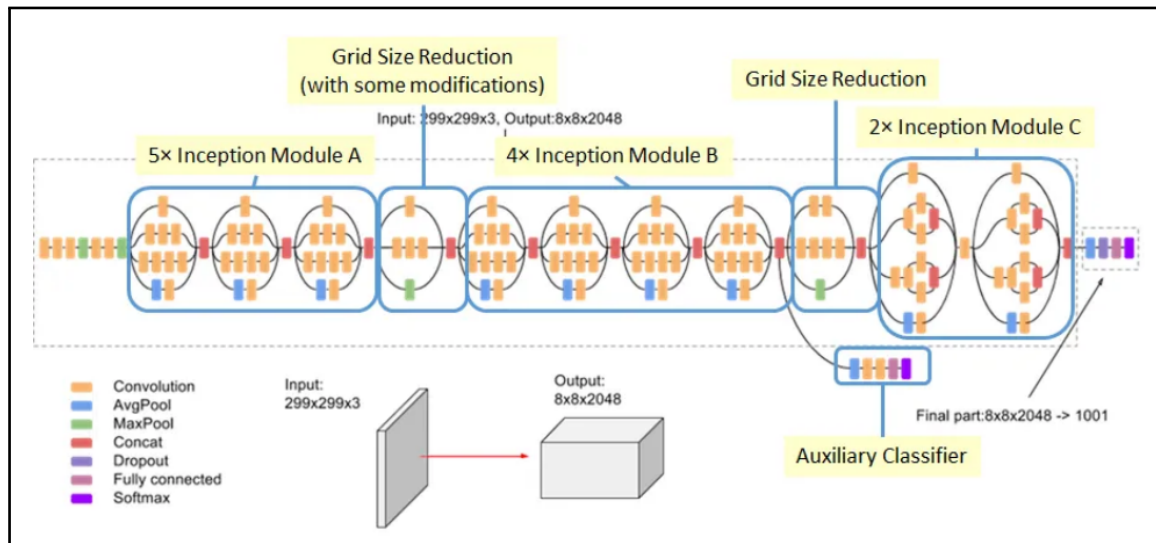 Grid Size Reduction
(with some modifications)
Grid Size Reduction
Input: 299x299x3, Output:8x8x2048
2× Inception Module C
5× Inception Module A
4× Inception Module B
Convolution
AvgPool
MaxPool
Concat
Dropout
Fully connected
Softmax
Input:
299x299x3
Output:
8x8x2048
Final part:8x8x2048 -> 1001
Auxiliary Classifier